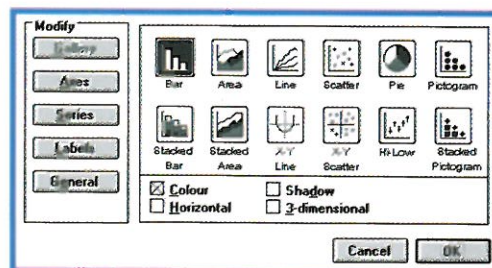 Modify
Gallery
Axes
Series
Labels
General
Bar Area Line Scatter Pie Pictogram
Stacked Bar Stacked Area X-Y Line X-Y Scatter Hi-Low Stacked Pictogram
Colour Shadow
Horizontal 3-dimensional
Cancel OK